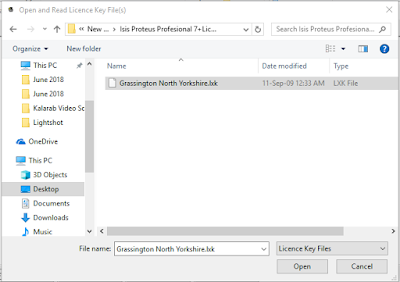 Open and Read Licence Key File(s)
« New ... › Isis Proteus Profesional 7+Lic...
Search Isis Proteus Profesional...
Organize
New folder
This PC
June 2018
June 2018
Kalarab Video Sc
Lightshot
OneDrive
This PC
3D Objects
Desktop
Documents
Downloads
Music
Name
Date modified
Type
Grassington North Yorkshire.lxk
11-Sep-09 12:33 AM
LXK File
File name:
Grassington North Yorkshire.lxk
Licence Key Files
Open
Cancel